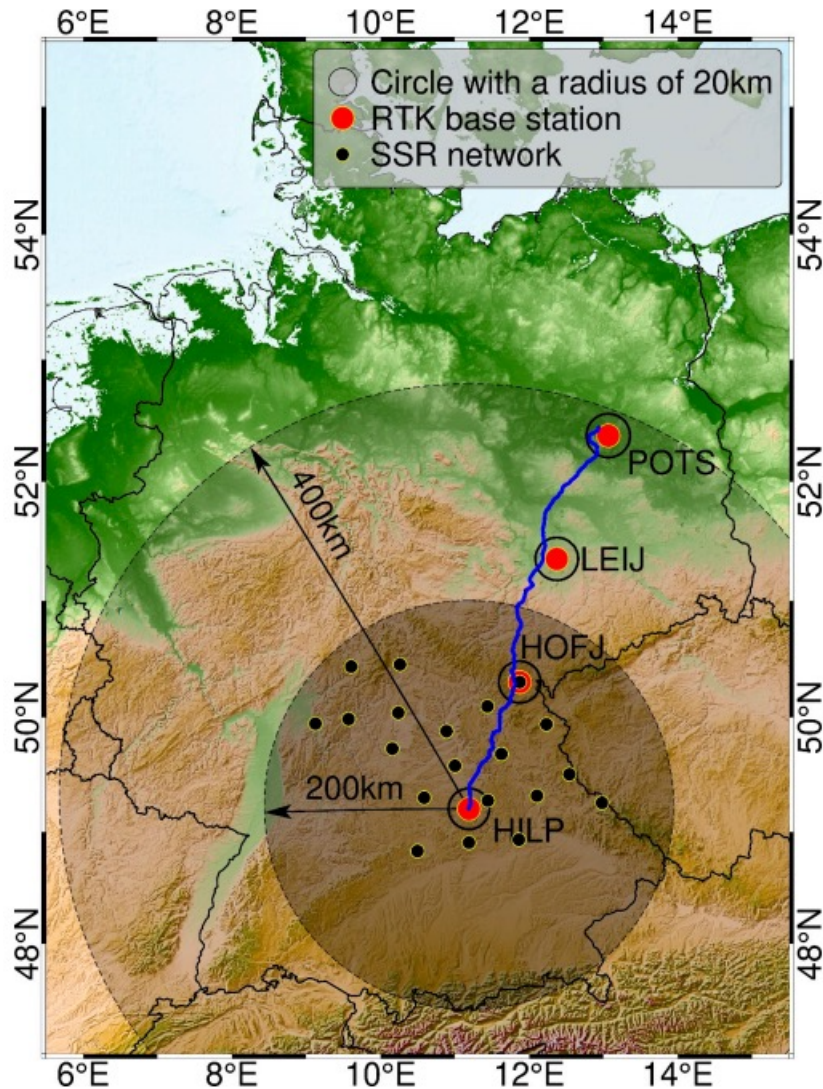 6°E 8°E 10°E 12°E 14°E
Circle with a radius of 20km
RTK base station
SSR network
54°N 54°N
52°N 52°N
50°N 50°N
48°N 48°N
400km
POTS
LEIJ
HOFJ
200km
HILP
6°E 8°E 10°E 12°E 14°E